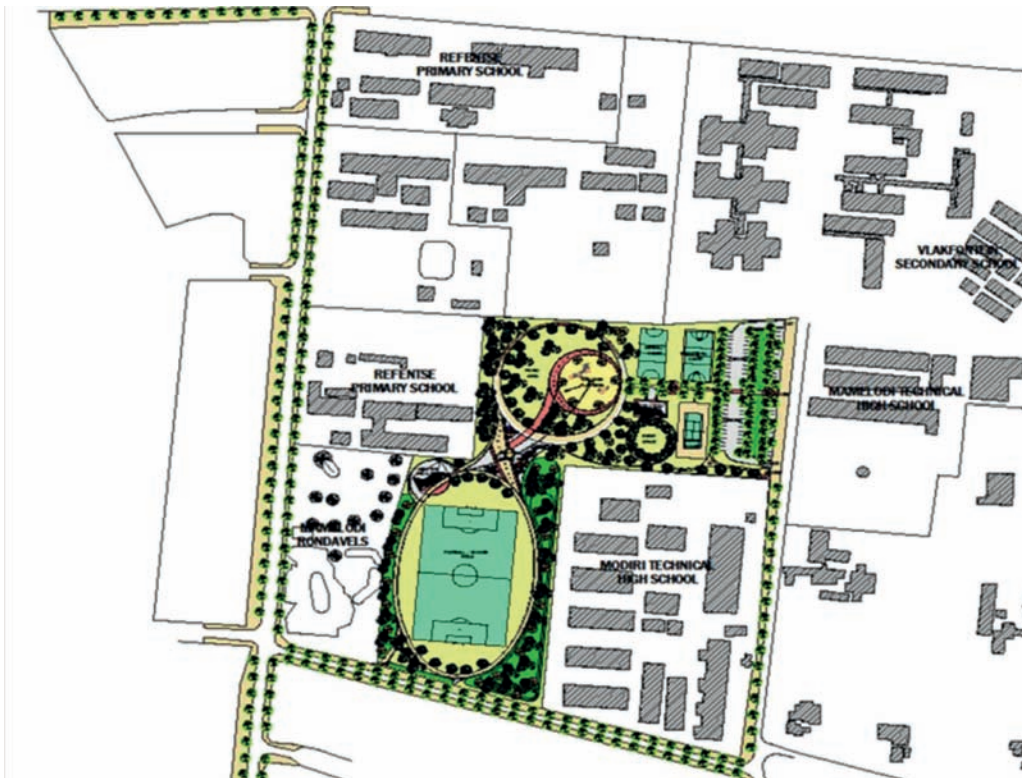 REFENTSE
PRIMARY SCHOOL
VLAKFONTEIN
SECONDARY SCHOOL
REFENTSE
PRIMARY SCHOOL
MAMELODI TECHNICAL
HIGH SCHOOL
MAMELODI
RONDAVELS
MODIRI TECHNICAL
HIGH SCHOOL